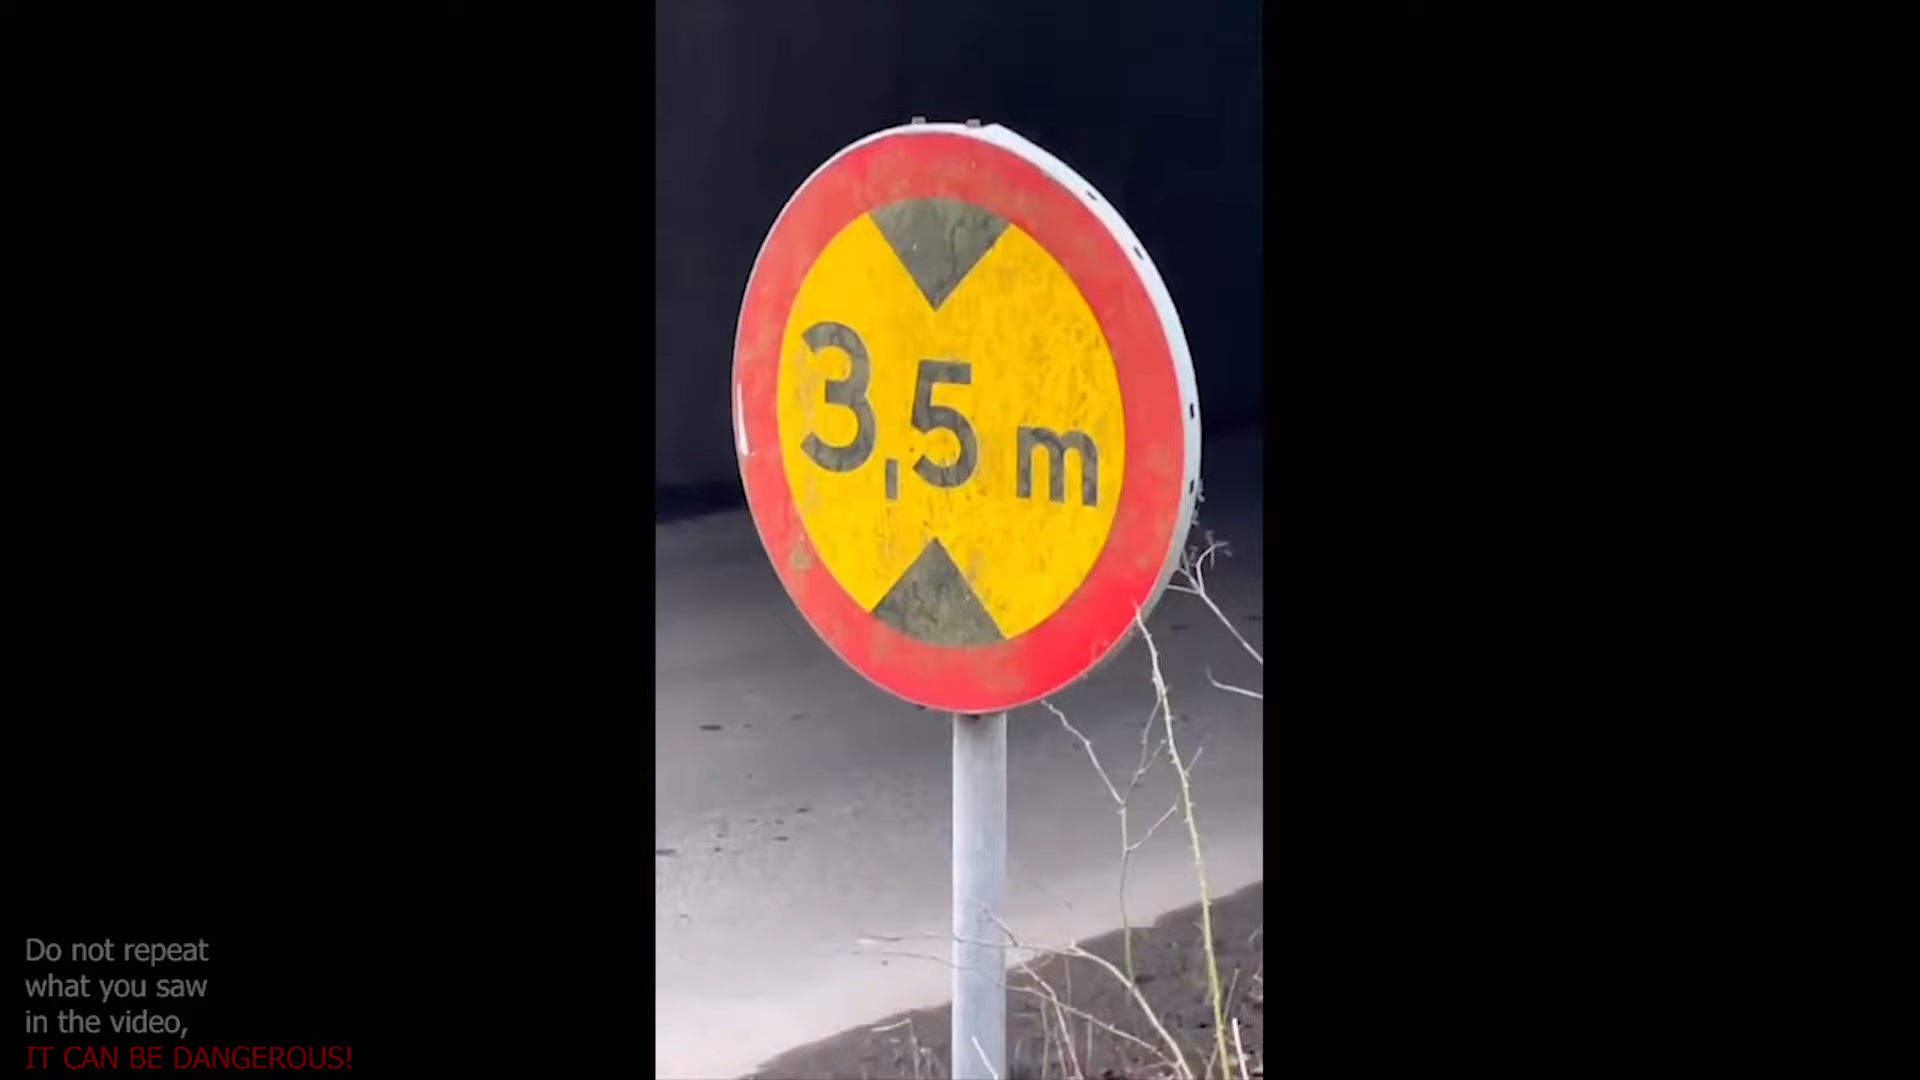 3,5 m
Do not repeat
what you saw
in the video,
IT CAN BE DANGEROUS!